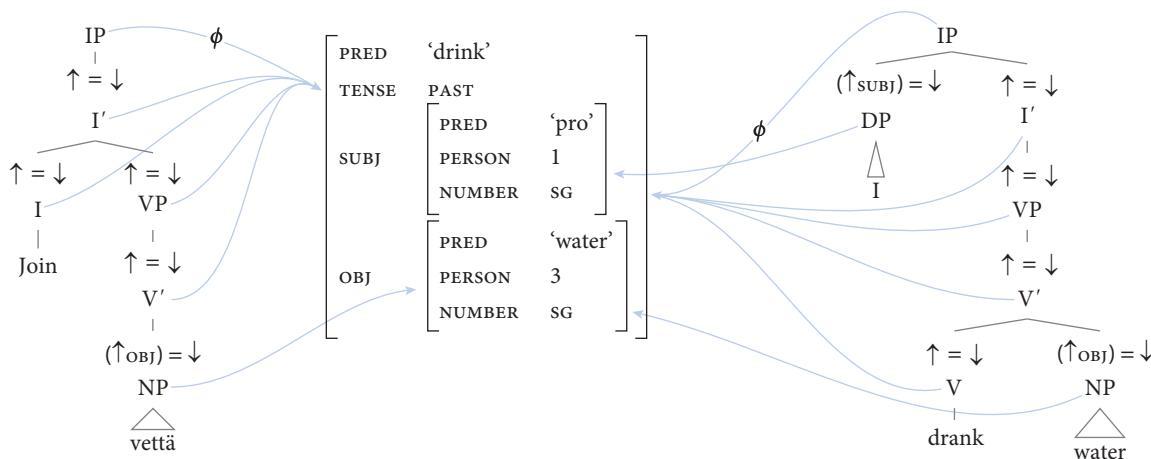 IP
ϕ
↑ = ↓
I′
↑ = ↓ ↑ = ↓
I VP
Join ↑ = ↓
V′
(↑OBJ) = ↓
NP
vettä
PRED ‘drink’
TENSE PAST
SUBJ
PRED ‘pro’
PERSON 1
NUMBER SG
OBJ
PRED ‘water’
PERSON 3
NUMBER SG
IP
ϕ
(↑SUBJ) = ↓ ↑ = ↓
DP I′
I ↑ = ↓
VP
↑ = ↓
V′
↑ = ↓ (↑OBJ) = ↓
V NP
drank water